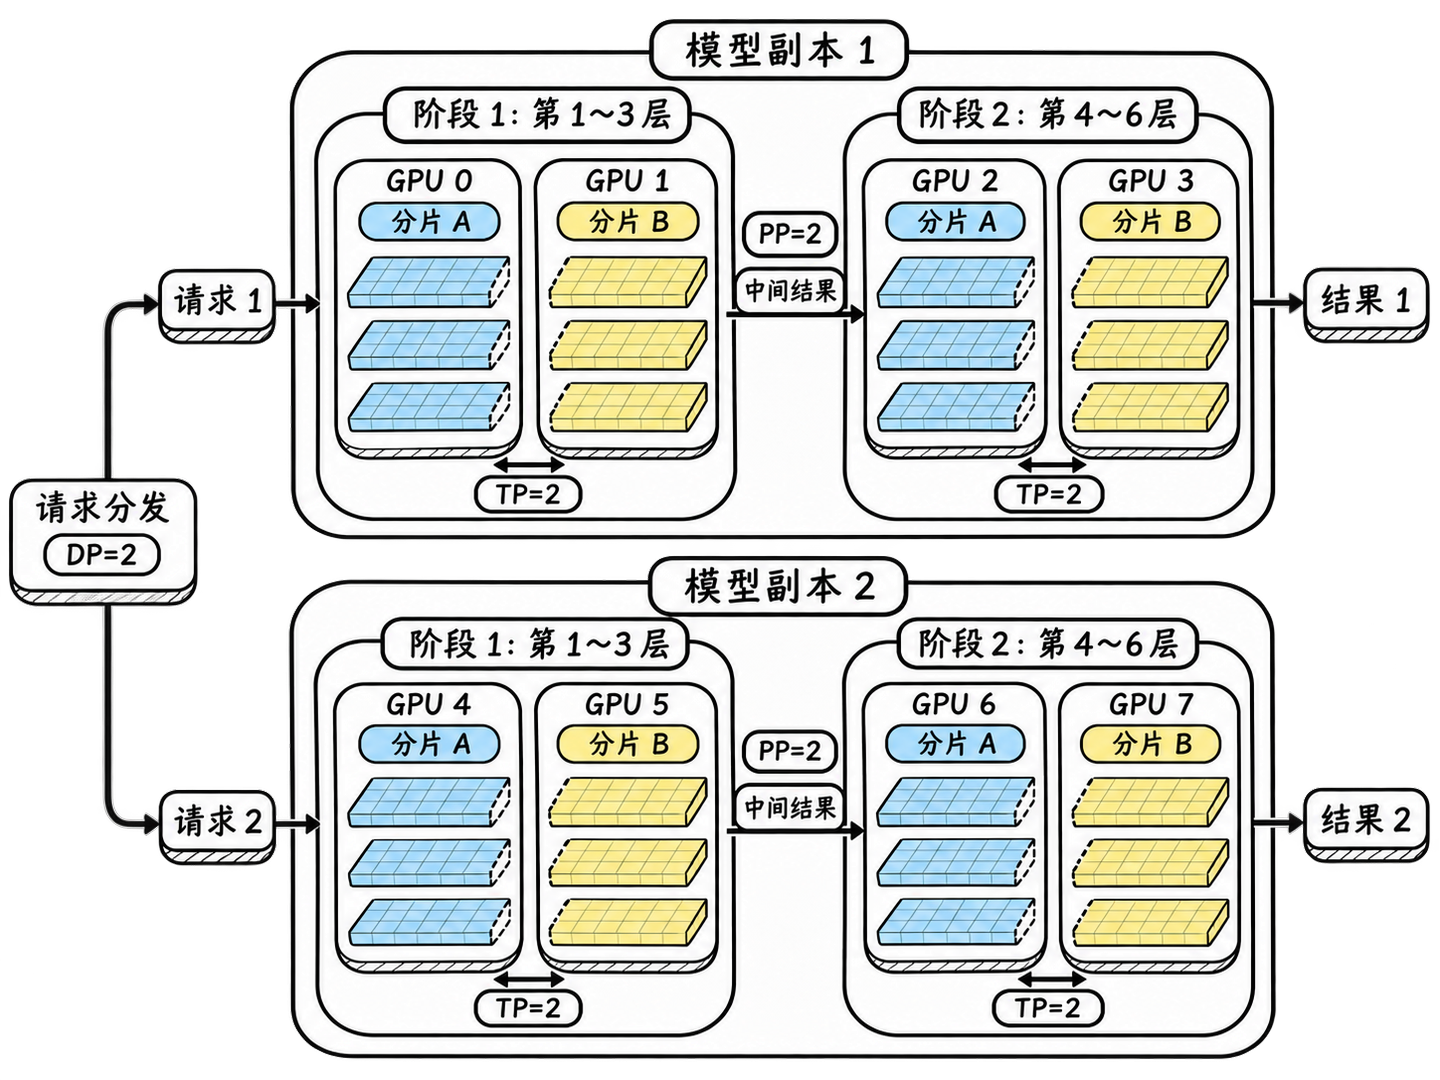 模型副本 1
阶段 1: 第 1~3 层
阶段 2: 第 4~6 层
GPU 0
分片 A
GPU 1
分片 B
GPU 2
分片 A
GPU 3
分片 B
PP=2
中间结果
TP=2
TP=2
请求 1
结果 1
请求分发
DP=2
模型副本 2
阶段 1: 第 1~3 层
阶段 2: 第 4~6 层
GPU 4
分片 A
GPU 5
分片 B
GPU 6
分片 A
GPU 7
分片 B
PP=2
中间结果
TP=2
TP=2
请求 2
结果 2